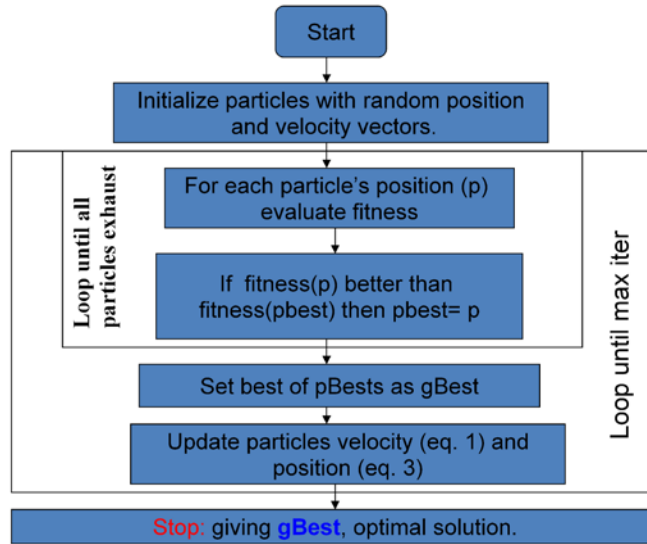 Start
Initialize particles with random position
and velocity vectors.
For each particle's position (p)
evaluate fitness
If fitness(p) better than
fitness(pbest) then pbest= p
Loop until all
particles exhaust
Set best of pBests as gBest
Update particles velocity (eq. 1) and
position (eq. 3)
Loop until max iter
Stop: giving gBest, optimal solution.